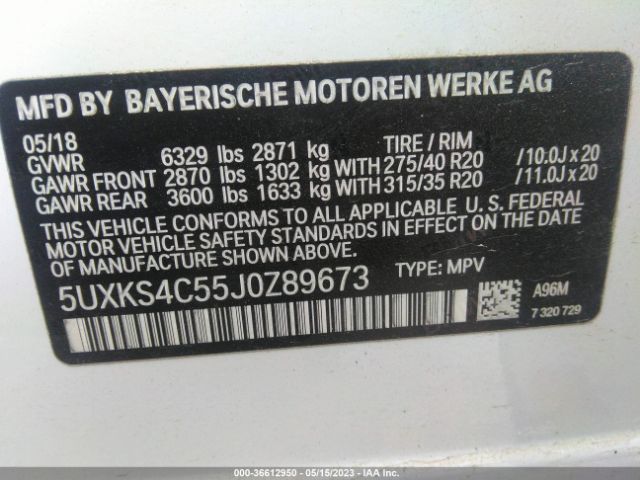 MFD BY BAYERISCHE MOTOREN WERKE AG
05/18 TIRE / RIM
GVWR 6329 lbs 2871 kg
GAWR FRONT 2870 lbs 1302 kg WITH 275/40 R20 /10.0J x 20
GAWR REAR 3600 lbs 1633 kg WITH 315/35 R20 /11.0J x 20
THIS VEHICLE CONFORMS TO ALL APPLICABLE U. S. FEDERAL
MOTOR VEHICLE SAFETY STANDARDS IN EFFECT ON THE DATE
OF MANUFACTURE SHOWN ABOVE.
5UXKS4C55J0Z89673 TYPE: MPV
A96M
7 320 729
000-36612950 - 05/15/2023 - IAA Inc.